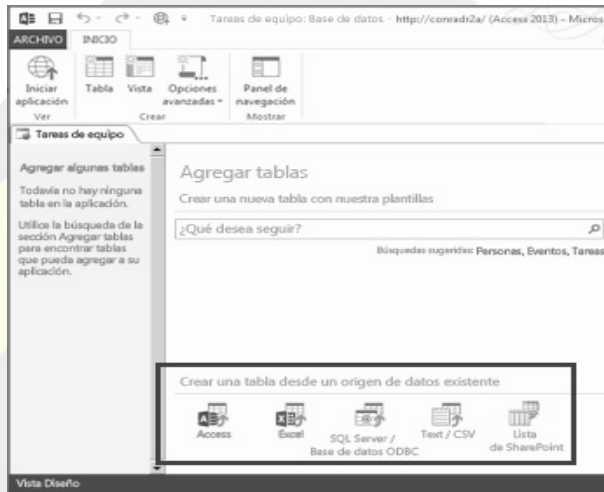 Tareas de equipo: Base de datos - http://conradr2a/ (Access 2013) - Micros
ARCHIVO INICIO
Iniciar aplicación
Tabla
Vista
Opciones avanzadas
Panel de navegación
Ver
Crear
Mostrar
Tareas de equipo
Agregar algunas tablas
Todavía no hay ninguna
tabla en la aplicación.
Utilice la búsqueda de la
sección Agregar tablas
para encontrar tablas
que pueda agregar a su
aplicación.
Agregar tablas
Crear una nueva tabla con nuestra plantillas
¿Qué desea seguir?
Búsquedas sugeridas: Personas, Eventos, Tareas
Crear una tabla desde un origen de datos existente
Access
Excel
SQL Server /
Base de datos ODBC
Text / CSV
Lista
de SharePoint
Vista Diseño